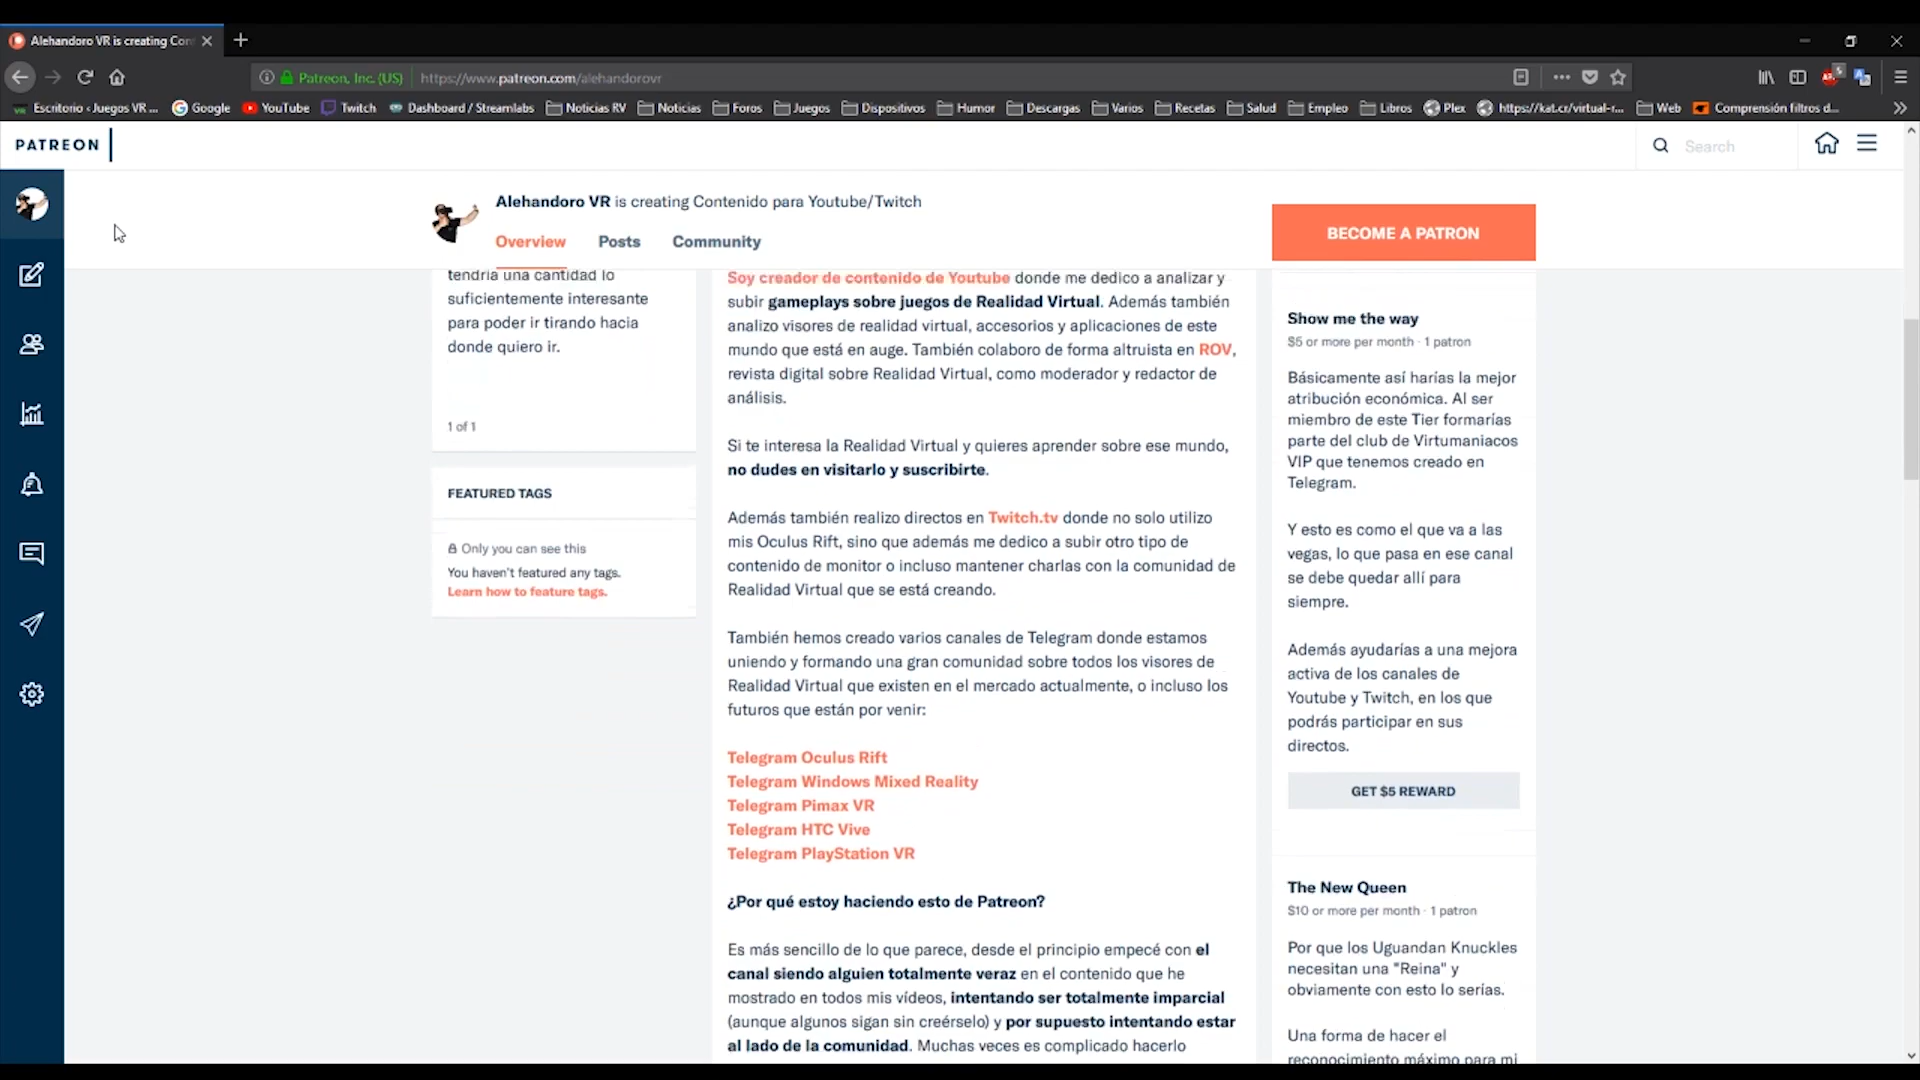 Alehandoro VR is creating Con
Patreon, Inc. (US)
https://www.patreon.com/alehandorovr
Escritorio ‹ Juegos VR ...
Google
YouTube
Twitch
Dashboard / Streamlabs
Noticias RV
Noticias
Foros
Juegos
Dispositivos
Humor
Descargas
Varios
Recetas
Salud
Empleo
Libros
Plex
https://kat.cr/virtual-r...
Web
Comprensión filtros d...
PATREON
Search
Alehandoro VR is creating Contenido para Youtube/Twitch
Overview
Posts
Community
BECOME A PATRON
tendría una cantidad lo
suficientemente interesante
para poder ir tirando hacia
donde quiero ir.
1 of 1
FEATURED TAGS
Only you can see this
You haven't featured any tags.
Learn how to feature tags.
Soy creador de contenido de Youtube donde me dedico a analizar y
subir gameplays sobre juegos de Realidad Virtual. Además también
analizo visores de realidad virtual, accesorios y aplicaciones de este
mundo que está en auge. También colaboro de forma altruista en ROV,
revista digital sobre Realidad Virtual, como moderador y redactor de
análisis.
Si te interesa la Realidad Virtual y quieres aprender sobre ese mundo,
no dudes en visitarlo y suscribirte.
Además también realizo directos en Twitch.tv donde no solo utilizo
mis Oculus Rift, sino que además me dedico a subir otro tipo de
contenido de monitor o incluso mantener charlas con la comunidad de
Realidad Virtual que se está creando.
También hemos creado varios canales de Telegram donde estamos
uniendo y formando una gran comunidad sobre todos los visores de
Realidad Virtual que existen en el mercado actualmente, o incluso los
futuros que están por venir:
Telegram Oculus Rift
Telegram Windows Mixed Reality
Telegram Pimax VR
Telegram HTC Vive
Telegram PlayStation VR
¿Por qué estoy haciendo esto de Patreon?
Es más sencillo de lo que parece, desde el principio empecé con el
canal siendo alguien totalmente veraz en el contenido que he
mostrado en todos mis vídeos, intentando ser totalmente imparcial
(aunque algunos sigan sin creérselo) y por supuesto intentando estar
al lado de la comunidad. Muchas veces es complicado hacerlo
Show me the way
$5 or more per month · 1 patron
Básicamente así harías la mejor
atribución económica. Al ser
miembro de este Tier formarías
parte del club de Virtumaniacos
VIP que tenemos creado en
Telegram.
Y esto es como el que va a las
vegas, lo que pasa en ese canal
se debe quedar allí para
siempre.
Además ayudarías a una mejora
activa de los canales de
Youtube y Twitch, en los que
podrás participar en sus
directos.
GET $5 REWARD
The New Queen
$10 or more per month · 1 patron
Por que los Uguandan Knuckles
necesitan una "Reina" y
obviamente con esto lo serías.
Una forma de hacer el
reconocimiento máximo para mi